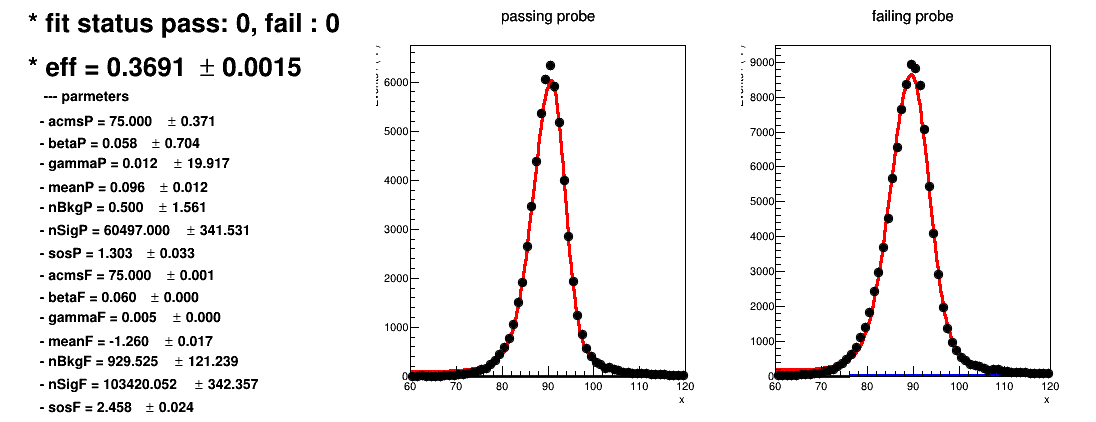 * fit status pass: 0, fail : 0
* eff = 0.3691 ± 0.0015
--- parmeters
- acmsP = 75.000 ± 0.371
- betaP = 0.058 ± 0.704
- gammaP = 0.012 ± 19.917
- meanP = 0.096 ± 0.012
- nBkgP = 0.500 ± 1.561
- nSigP = 60497.000 ± 341.531
- sosP = 1.303 ± 0.033
- acmsF = 75.000 ± 0.001
- betaF = 0.060 ± 0.000
- gammaF = 0.005 ± 0.000
- meanF = -1.260 ± 0.017
- nBkgF = 929.525 ± 121.239
- nSigF = 103420.052 ± 342.357
- sosF = 2.458 ± 0.024
passing probe
6000
5000
4000
3000
2000
1000
0
60 70 80 90 100 110 120
x
failing probe
9000
8000
7000
6000
5000
4000
3000
2000
1000
0
60 70 80 90 100 110 120
x